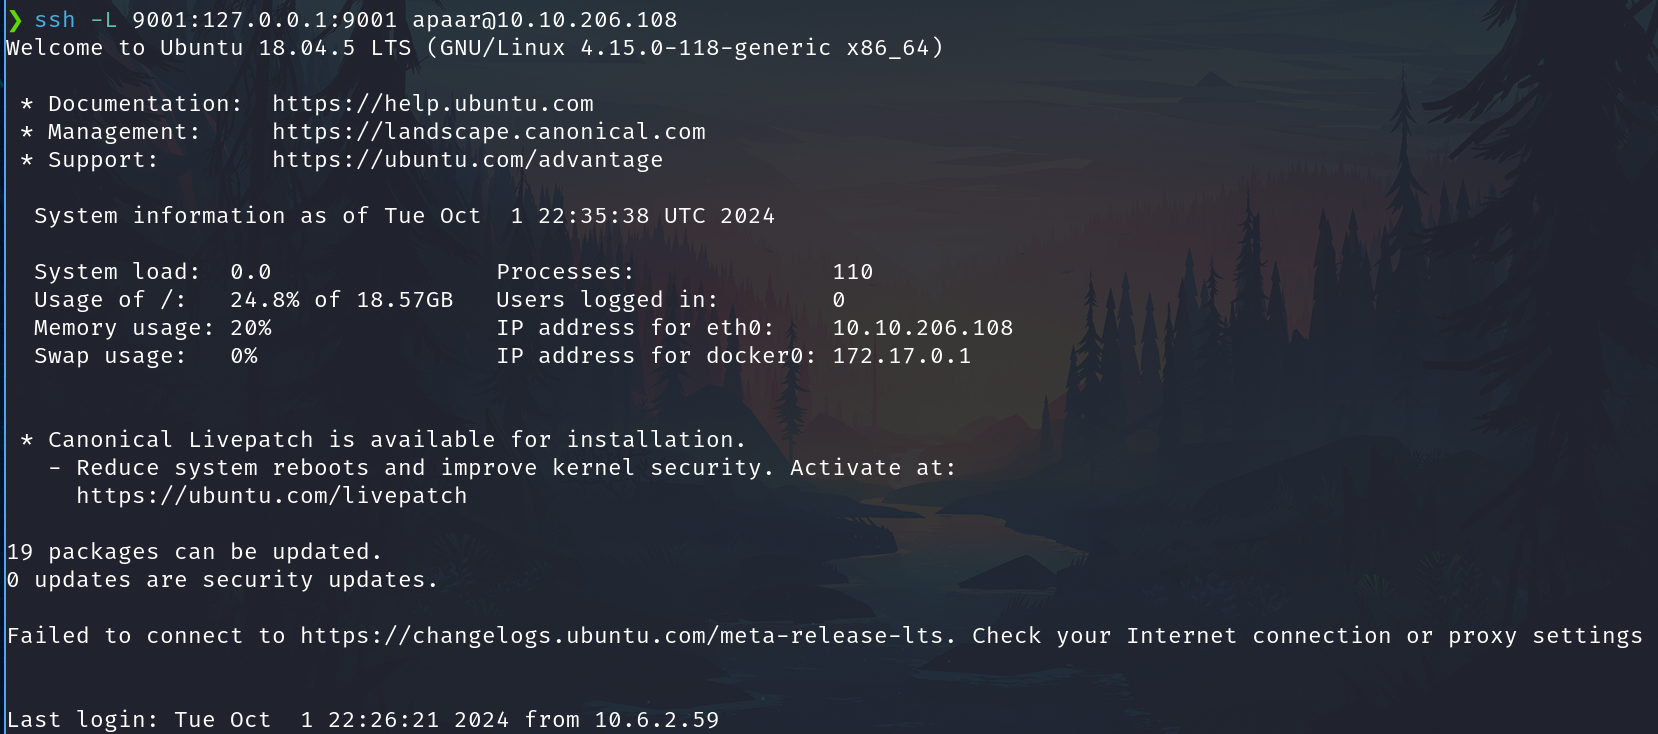 ❯ ssh -L 9001:127.0.0.1:9001 apaar@10.10.206.108
Welcome to Ubuntu 18.04.5 LTS (GNU/Linux 4.15.0-118-generic x86_64)

 * Documentation:  https://help.ubuntu.com
 * Management:     https://landscape.canonical.com
 * Support:        https://ubuntu.com/advantage

  System information as of Tue Oct  1 22:35:38 UTC 2024

  System load:  0.0                Processes:              110
  Usage of /:   24.8% of 18.57GB   Users logged in:        0
  Memory usage: 20%                IP address for eth0:    10.10.206.108
  Swap usage:   0%                 IP address for docker0: 172.17.0.1


 * Canonical Livepatch is available for installation.
   - Reduce system reboots and improve kernel security. Activate at:
     https://ubuntu.com/livepatch

19 packages can be updated.
0 updates are security updates.

Failed to connect to https://changelogs.ubuntu.com/meta-release-lts. Check your Internet connection or proxy settings


Last login: Tue Oct  1 22:26:21 2024 from 10.6.2.59